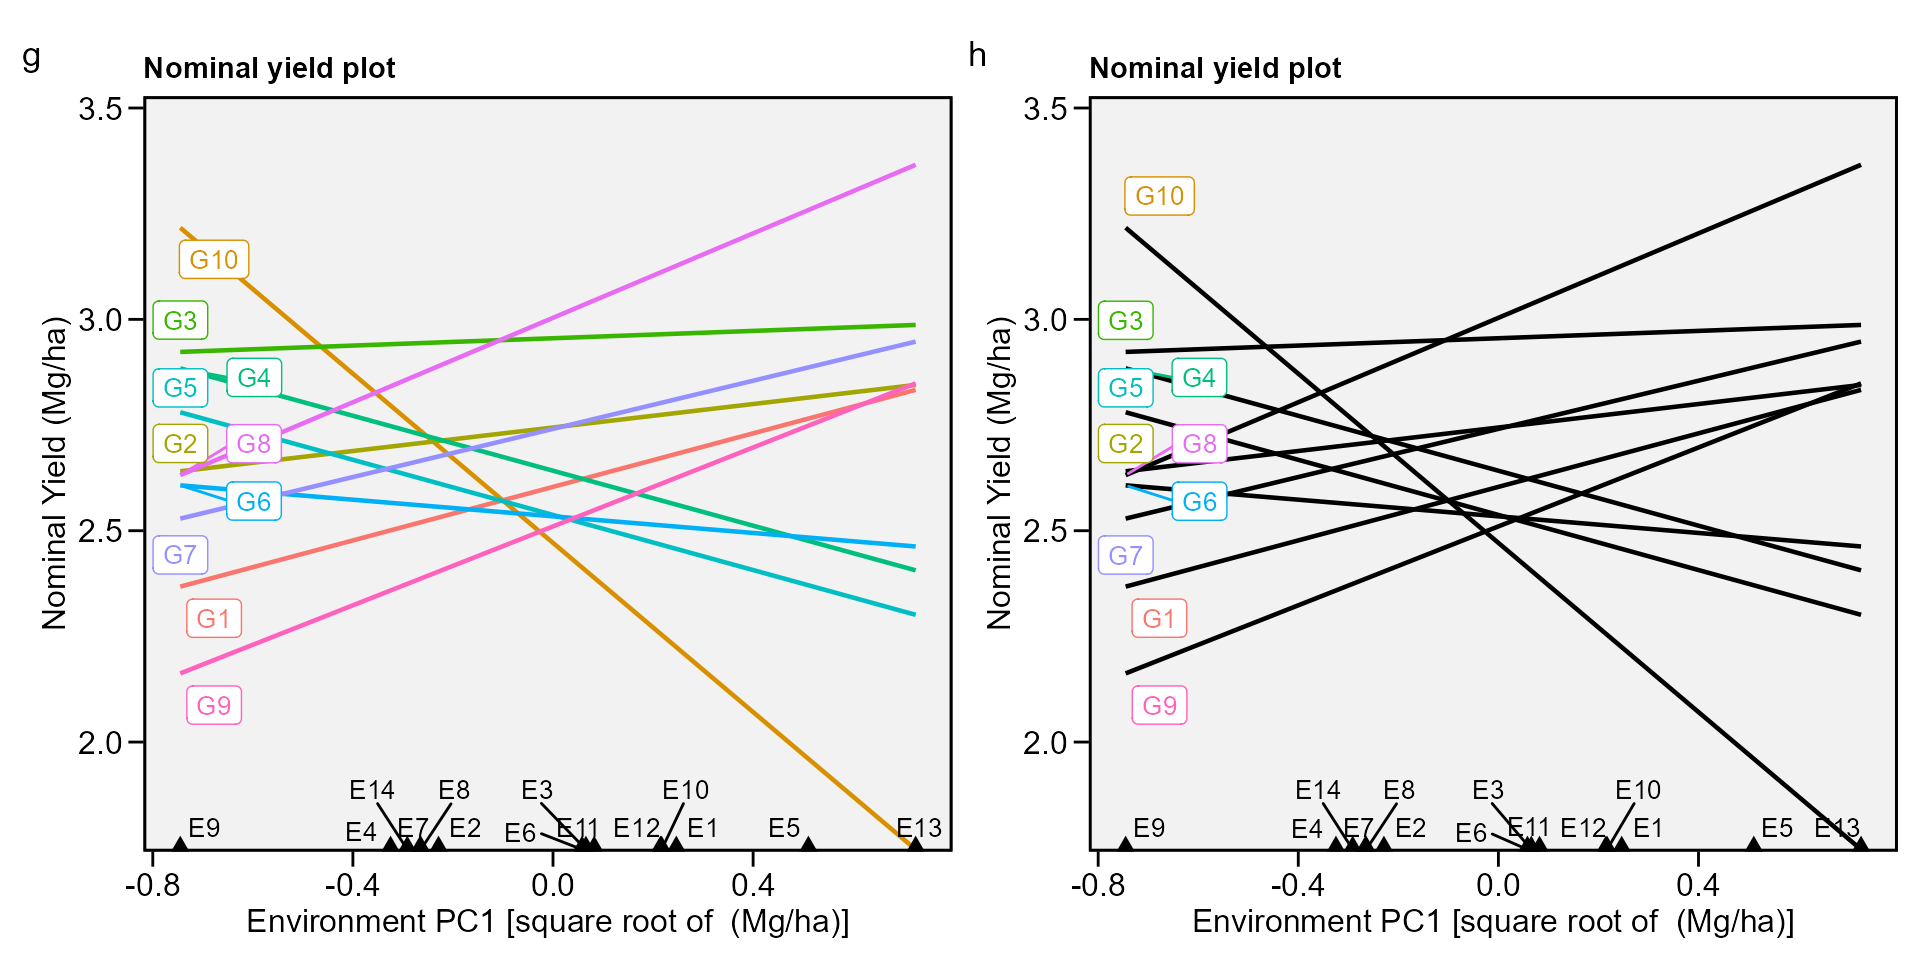 g
Nominal yield plot
3.5
3.0
2.5
2.0
Nominal Yield (Mg/ha)
G10
G3
G4
G5
G2
G8
G6
G7
G1
G9
E14
E8
E3
E10
E9
E4
E7
E2
E6
E11
E12
E1
E5
E13
-0.8
-0.4
0.0
0.4
Environment PC1 [square root of  (Mg/ha)]
h
Nominal yield plot
3.5
3.0
2.5
2.0
Nominal Yield (Mg/ha)
G10
G3
G4
G5
G2
G8
G6
G7
G1
G9
E14
E8
E3
E10
E9
E4
E7
E2
E6
E11
E12
E1
E5
E13
-0.8
-0.4
0.0
0.4
Environment PC1 [square root of  (Mg/ha)]